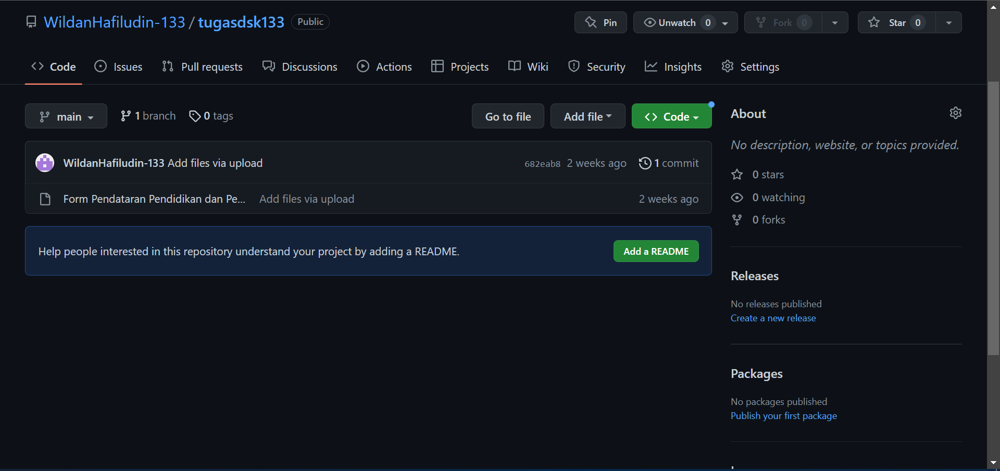 WildanHafiludin-133 / tugasdsk133 Public
Pin Unwatch 0 Fork 0 Star 0
Code Issues Pull requests Discussions Actions Projects Wiki Security Insights Settings
main 1 branch 0 tags Go to file Add file Code
WildanHafiludin-133 Add files via upload 682eab8 2 weeks ago 1 commit
Form Pendataran Pendidikan dan Pe... Add files via upload 2 weeks ago
Help people interested in this repository understand your project by adding a README. Add a README
About
No description, website, or topics provided.
0 stars
0 watching
0 forks
Releases
No releases published
Create a new release
Packages
No packages published
Publish your first package